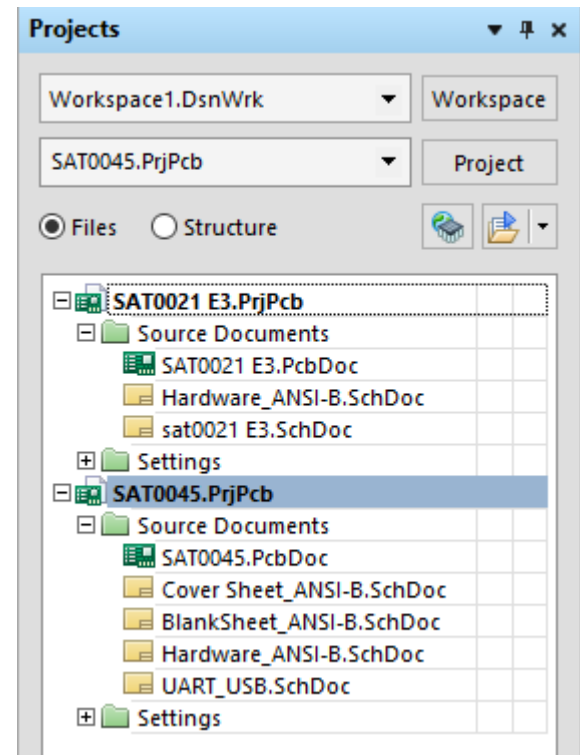 Projects
Workspace1.DsnWrk Workspace
SAT0045.PrjPcb Project
Files Structure
SAT0021 E3.PrjPcb
Source Documents
SAT0021 E3.PcbDoc
Hardware_ANSI-B.SchDoc
sat0021 E3.SchDoc
Settings
SAT0045.PrjPcb
Source Documents
SAT0045.PcbDoc
Cover Sheet_ANSI-B.SchDoc
BlankSheet_ANSI-B.SchDoc
Hardware_ANSI-B.SchDoc
UART_USB.SchDoc
Settings